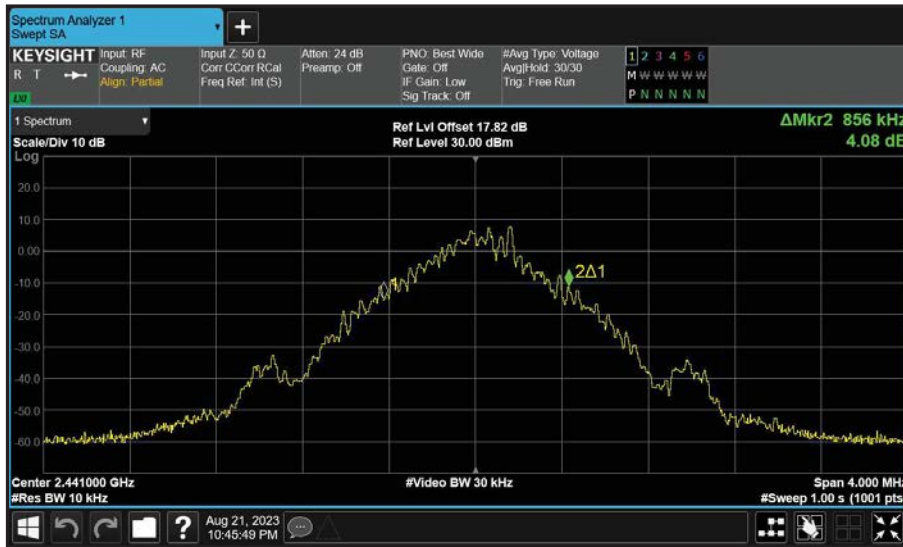 Spectrum Analyzer 1
Swept SA
+
KEYSIGHT
R T
LXI
Input: RF
Coupling: AC
Align: Partial
Input Z: 50 Ω
Corr CCorr RCal
Freq Ref: Int (S)
Atten: 24 dB
Preamp: Off
PNO: Best Wide
Gate: Off
IF Gain: Low
Sig Track: Off
#Avg Type: Voltage
Avg|Hold: 30/30
Trig: Free Run
1 2 3 4 5 6
M W W W W W
P N N N N N
1 Spectrum
Scale/Div 10 dB
Ref Lvl Offset 17.82 dB
Ref Level 30.00 dBm
ΔMkr2 856 kHz
4.08 dB
Log
20.0
10.0
0.00
-10.0
-20.0
-30.0
-40.0
-50.0
-60.0
2Δ1
Center 2.441000 GHz
#Res BW 10 kHz
#Video BW 30 kHz
Span 4.000 MHz
#Sweep 1.00 s (1001 pts)
?
Aug 21, 2023
10:45:49 PM